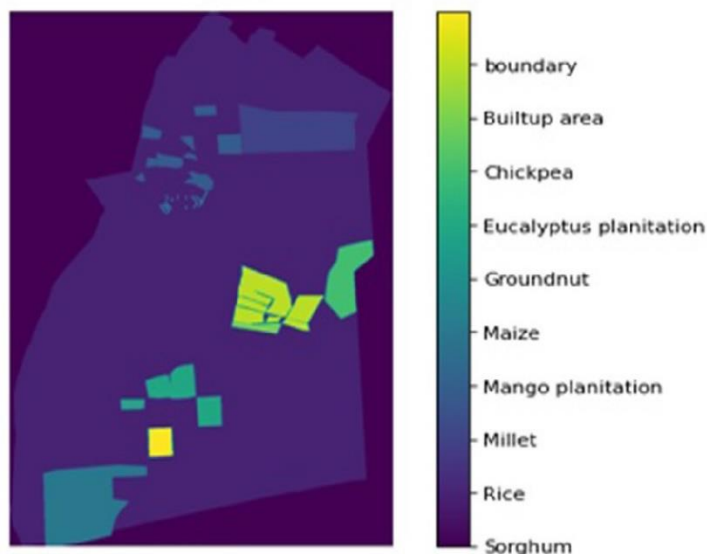 boundary
Builtup area
Chickpea
Eucalyptus planitation
Groundnut
Maize
Mango planitation
Millet
Rice
Sorghum